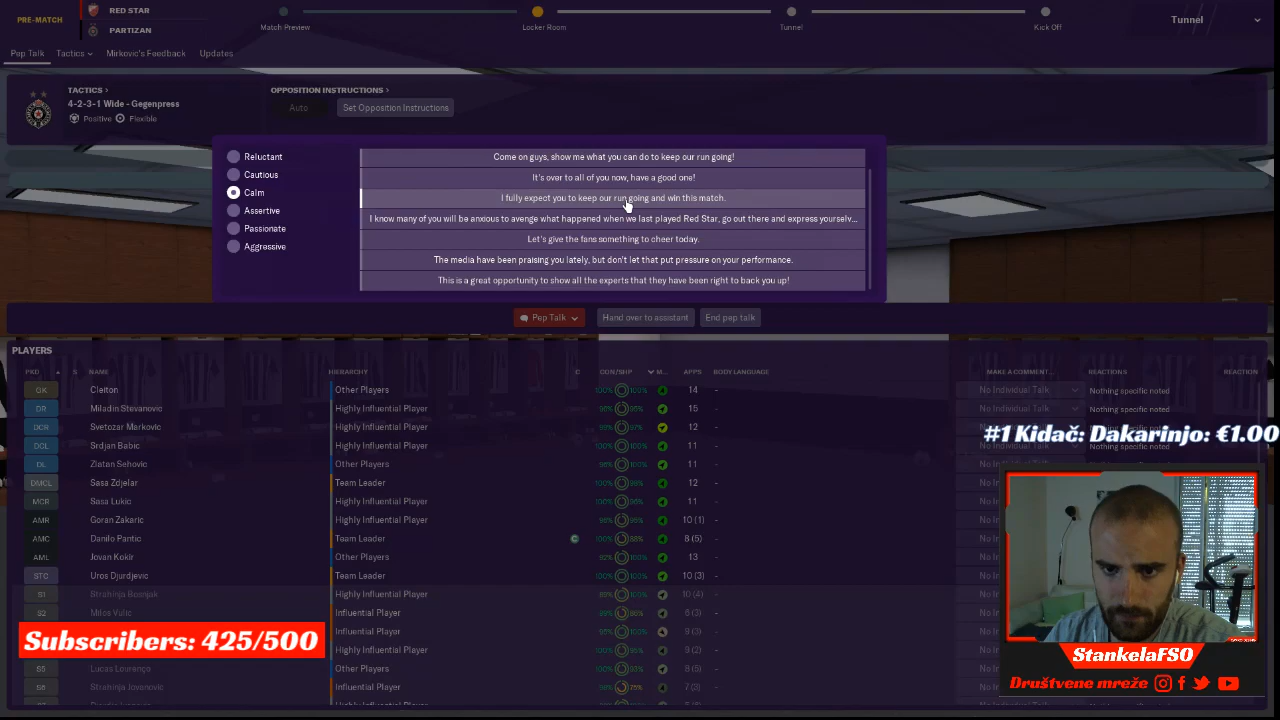 PRE-MATCH
RED STAR
PARTIZAN
Match Preview
Locker Room
Tunnel
Kick Off
Tunnel
Pep Talk
Tactics
Mirkovic's Feedback
Updates
TACTICS >
4-2-3-1 Wide - Gegenpress
Positive
Flexible
OPPOSITION INSTRUCTIONS >
Auto
Set Opposition Instructions
Reluctant
Cautious
Calm
Assertive
Passionate
Aggressive
Come on guys, show me what you can do to keep our run going!
It's over to all of you now, have a good one!
I fully expect you to keep our run going and win this match.
I know many of you will be anxious to avenge what happened when we last played Red Star, go out there and express yourselv...
Let's give the fans something to cheer today.
The media have been praising you lately, but don't let that put pressure on your performance.
This is a great opportunity to show all the experts that they have been right to back you up!
Pep Talk
Hand over to assistant
End pep talk
PLAYERS
PKD S NAME HIERARCHY C CON/SHP M... APPS BODY LANGUAGE MAKE A COMMENT... REACTIONS REACTION
GK Cleiton Other Players 100% 100% 14 - No Individual Talk Nothing specific noted
DR Miladin Stevanovic Highly Influential Player 15 - No Individual Talk Nothing specific noted
DCR Svetozar Markovic Highly Influential Player 12 - No Individual Talk Nothing specific noted
DCL Srdjan Babic Highly Influential Player 11 -
DL Zlatan Sehovic Other Players 11 -
DMCL Sasa Zdjelar Team Leader 12 -
MCR Sasa Lukic Highly Influential Player 11 -
AMR Goran Zakaric Highly Influential Player 10 (1) -
AMC Danilo Pantic Team Leader C 8 (5) -
AML Jovan Kokir Other Players 13 -
STC Uros Djurdjevic Team Leader 10 (3) -
S1 Strahinja Bosnjak Highly Influential Player 10 (4) -
S2 Milos Vulic Influential Player 6 (3) -
Influential Player 9 (3) -
Highly Influential Player 9 (2) -
S5 Lucas Lourenço Other Players 9 (5) -
S6 Strahinja Jovanovic Influential Player 7 (3) -
#1 Kidač: Dakarinjo: €1.00
Subscribers: 425/500
StankelaFSO
Društvene mreže